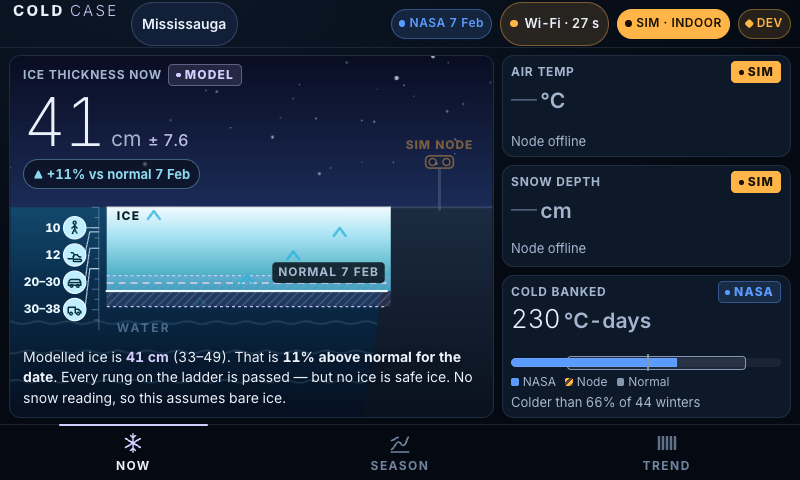 COLD CASE
Mississauga
NASA 7 Feb
Wi-Fi · 27 s
SIM · INDOOR
DEV
ICE THICKNESS NOW
MODEL
41 cm ± 7.6
+11% vs normal 7 Feb
SIM NODE
ICE
10
12
20–30
30–38
NORMAL 7 FEB
WATER
Modelled ice is 41 cm (33–49). That is 11% above normal for the
date. Every rung on the ladder is passed — but no ice is safe ice. No
snow reading, so this assumes bare ice.
AIR TEMP
SIM
— °C
Node offline
SNOW DEPTH
SIM
— cm
Node offline
COLD BANKED
NASA
230 °C-days
NASA Node Normal
Colder than 66% of 44 winters
NOW
SEASON
TREND